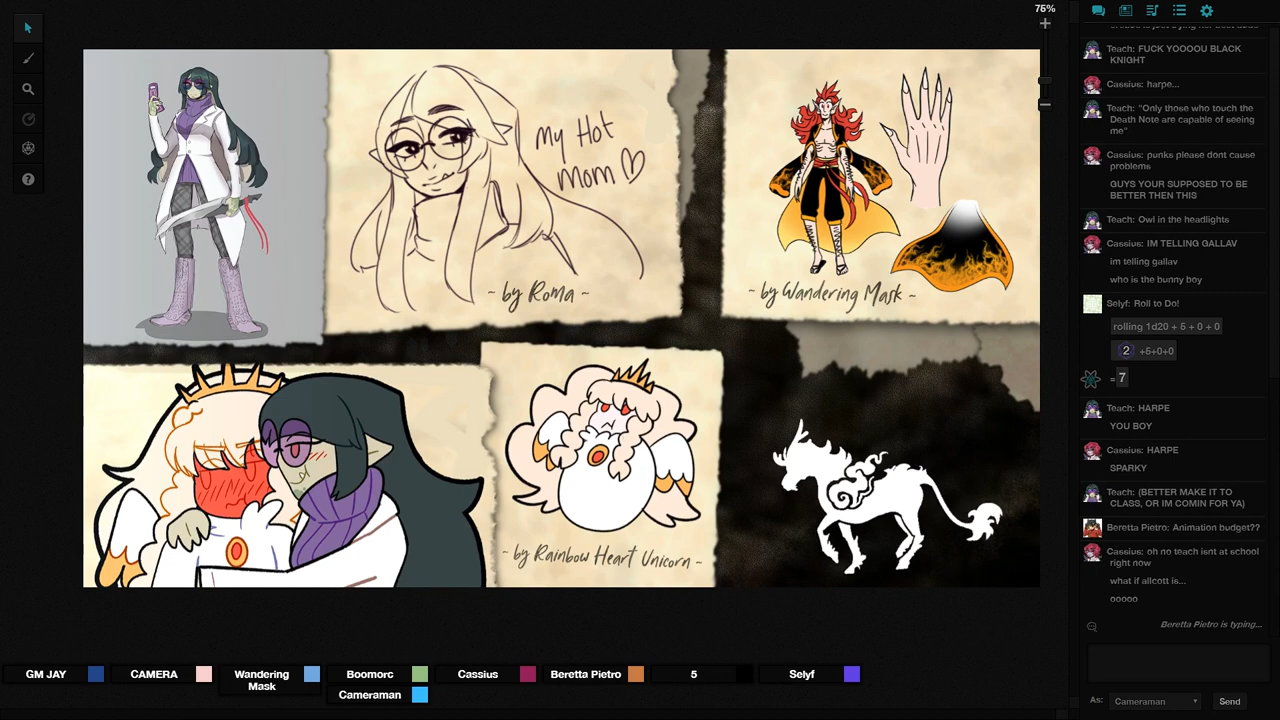 75%
my Hot
mom
~ by Roma ~
~ by Wandering Mask ~
~ by Rainbow Heart Unicorn ~
GM JAY
CAMERA
Wandering
Mask
Boomorc
Cassius
Beretta Pietro
5
Selyf
Cameraman
Teach: FUCK YOOOOU BLACK
KNIGHT
Cassius: harpe...
Teach: "Only those who touch the
Death Note are capable of seeing
me"
Cassius: punks please dont cause
problems
GUYS YOUR SUPPOSED TO BE
BETTER THEN THIS
Teach: Owl in the headlights
Cassius: IM TELLING GALLAV
im telling gallav
who is the bunny boy
Selyf: Roll to Do!
rolling 1d20 + 5 + 0 + 0
2 +5+0+0
=7
Teach: HARPE
YOU BOY
Cassius: HARPE
SPARKY
Teach: (BETTER MAKE IT TO
CLASS, OR IM COMIN FOR YA)
Beretta Pietro: Animation budget??
Cassius: oh no teach isnt at school
right now
what if allcott is...
ooooo
Beretta Pietro is typing...
As: Cameraman
Send